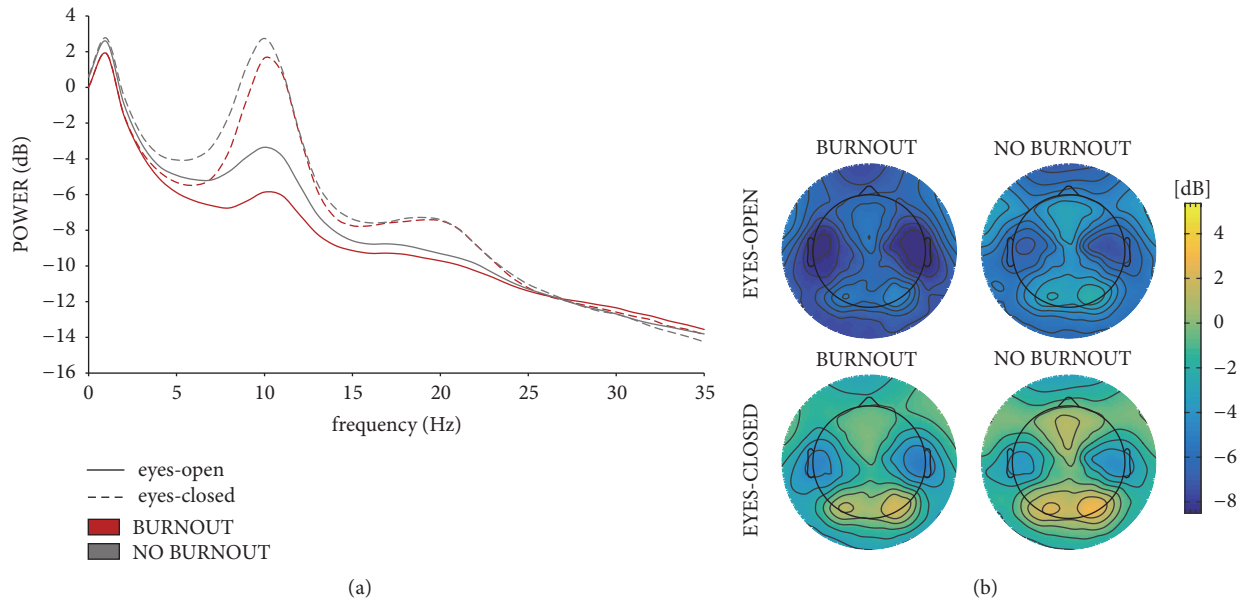 4
2
0
−2
−4
−6
−8
−10
−12
−14
−16
POWER (dB)
0 5 10 15 20 25 30 35
frequency (Hz)
eyes-open
eyes-closed
BURNOUT
NO BURNOUT
(a)
BURNOUT NO BURNOUT
EYES-OPEN
BURNOUT NO BURNOUT
EYES-CLOSED
[dB]
4
2
0
−2
−4
−6
−8
(b)